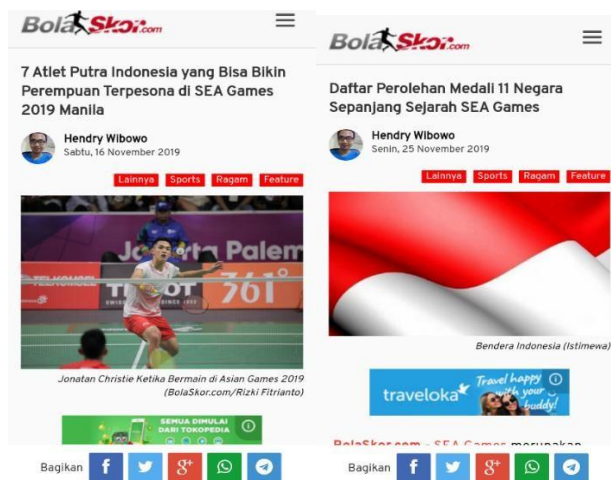 BolaSkor.com
7 Atlet Putra Indonesia yang Bisa Bikin
Perempuan Terpesona di SEA Games
2019 Manila
Hendry Wibowo
Sabtu, 16 November 2019
Lainnya Sports Ragam Feature
Jakarta Palem
TELKOMSEL
TISSOT 361°
Jonatan Christie Ketika Bermain di Asian Games 2019
(BolaSkor.com/Rizki Fitrianto)
SEMUA DIMULAI
DARI TOKOPEDIA
Bagikan f g+
BolaSkor.com
Daftar Perolehan Medali 11 Negara
Sepanjang Sejarah SEA Games
Hendry Wibowo
Senin, 25 November 2019
Lainnya Sports Ragam Feature
Bendera Indonesia (Istimewa)
traveloka Travel happy
with your
buddy!
BolaSkor.com - SEA Games merupakan
Bagikan f g+